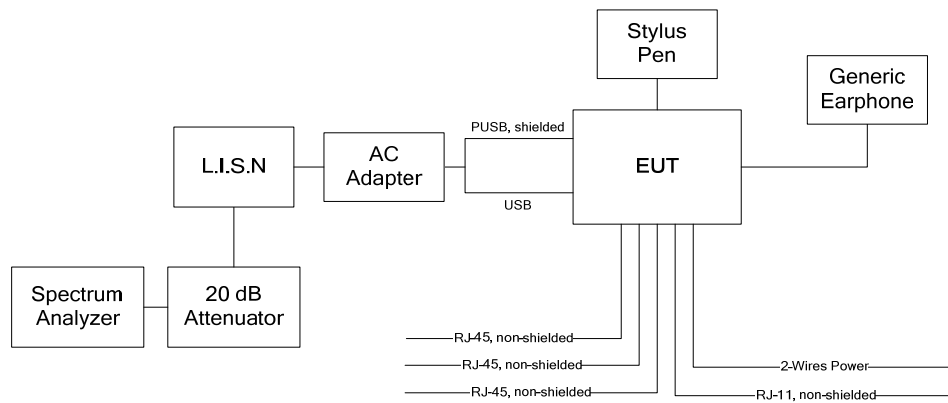 Stylus
Pen
Generic
Earphone
PUSB, shielded
L.I.S.N
AC
Adapter
EUT
USB
Spectrum
Analyzer
20 dB
Attenuator
RJ-45, non-shielded
RJ-45, non-shielded
2-Wires Power
RJ-45, non-shielded
RJ-11, non-shielded